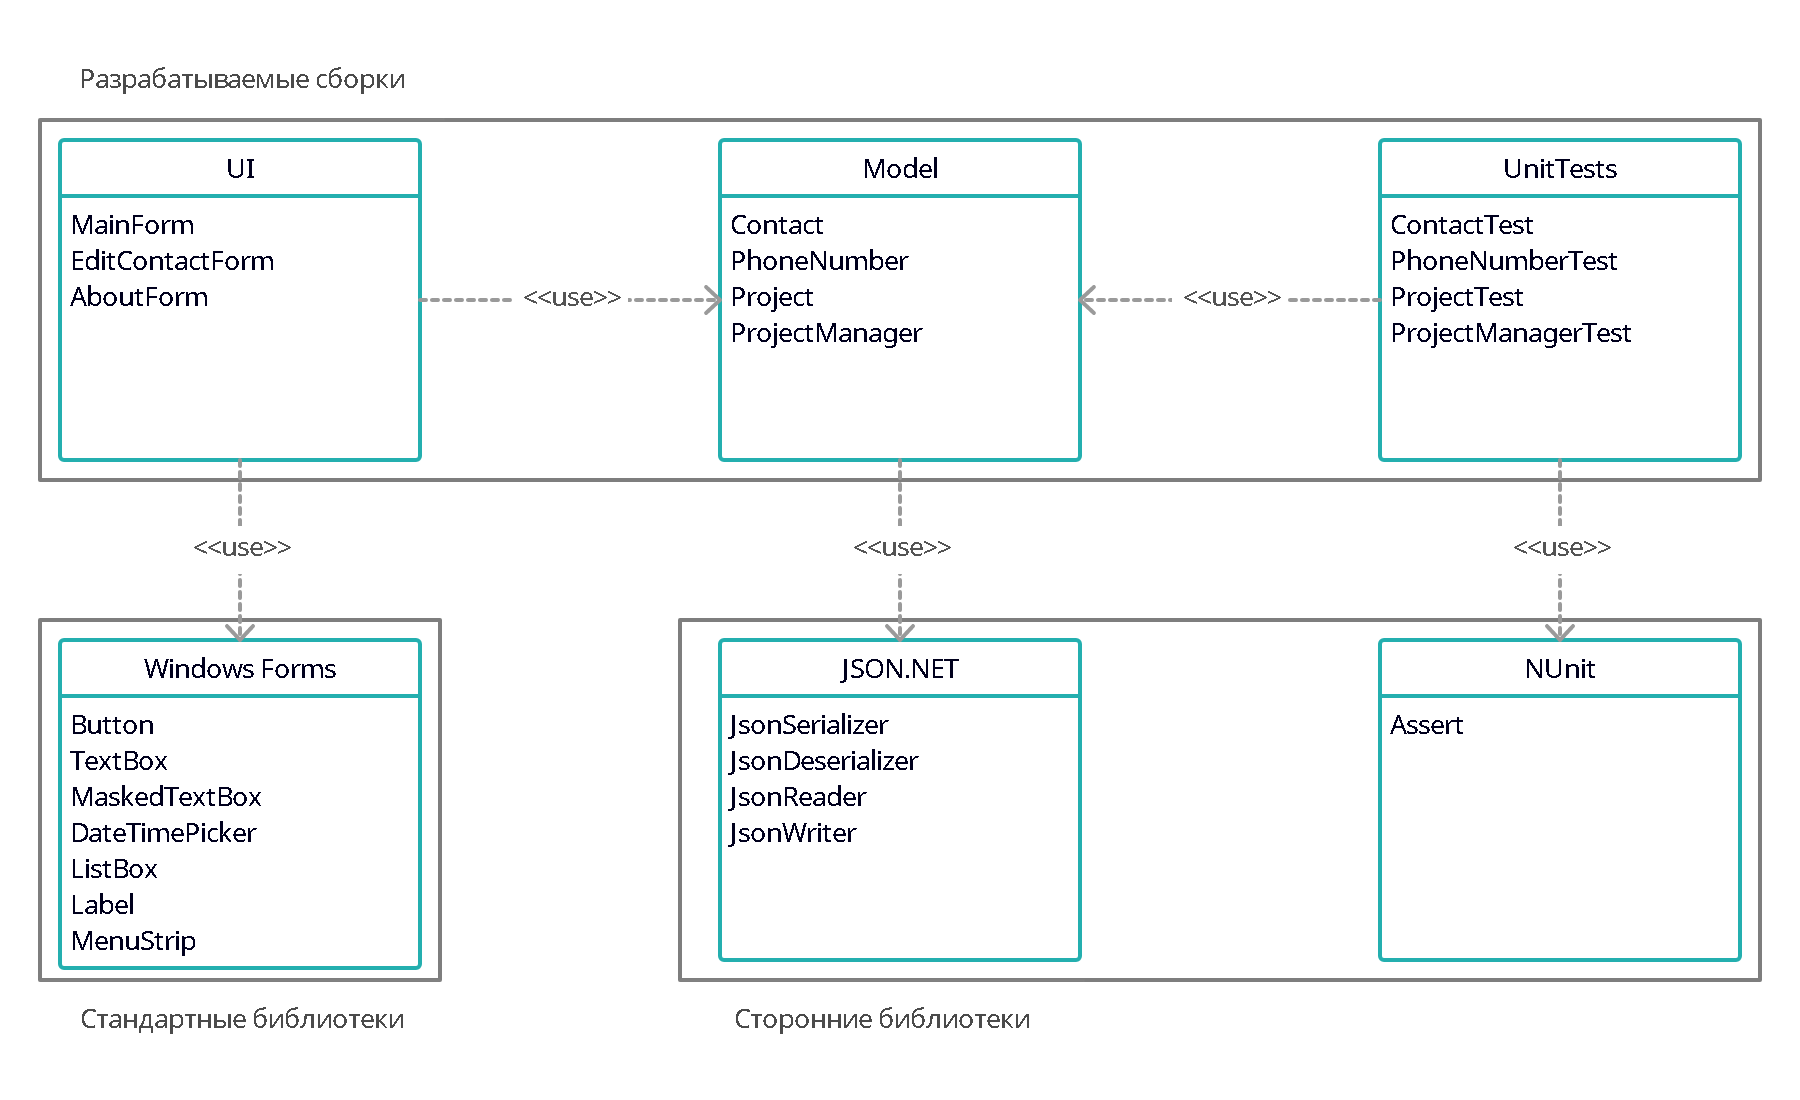 Разрабатываемые сборки
UI
MainForm
EditContactForm
AboutForm
<<use>>
Model
Contact
PhoneNumber
Project
ProjectManager
<<use>>
UnitTests
ContactTest
PhoneNumberTest
ProjectTest
ProjectManagerTest
<<use>>
<<use>>
<<use>>
Windows Forms
Button
TextBox
MaskedTextBox
DateTimePicker
ListBox
Label
MenuStrip
JSON.NET
JsonSerializer
JsonDeserializer
JsonReader
JsonWriter
NUnit
Assert
Стандартные библиотеки
Сторонние библиотеки